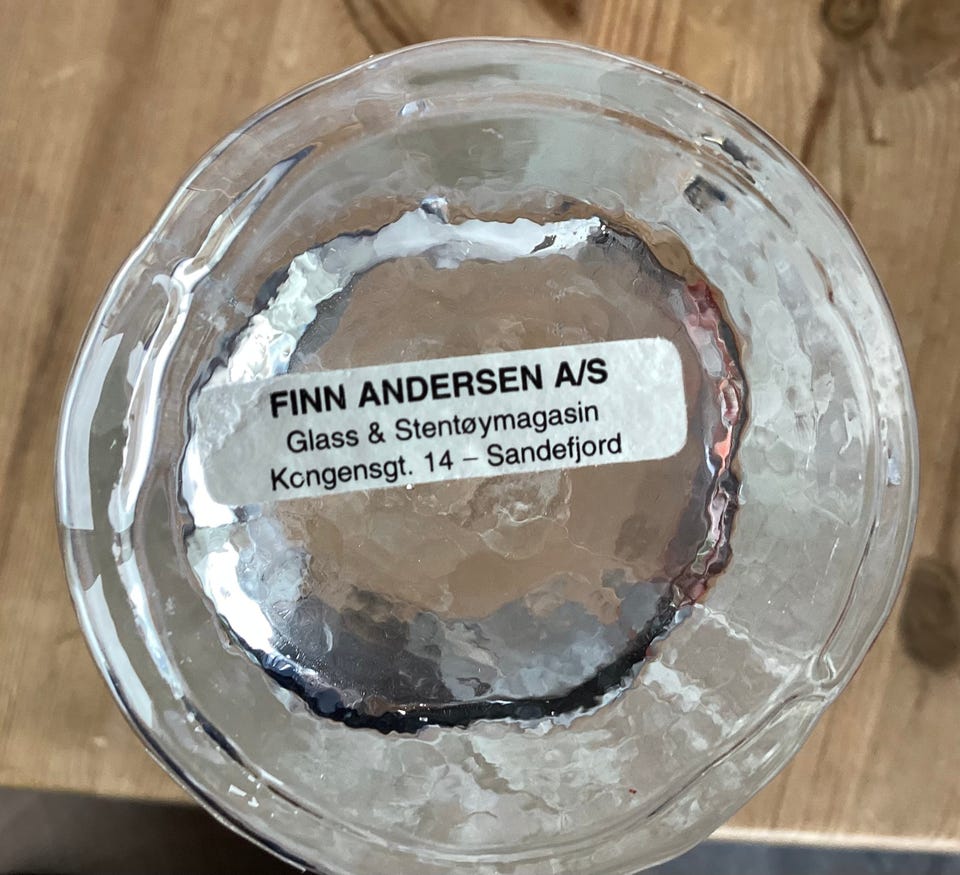 FINN ANDERSEN A/S
Glass & Stentøymagasin
Kongensgt. 14 – Sandefjord